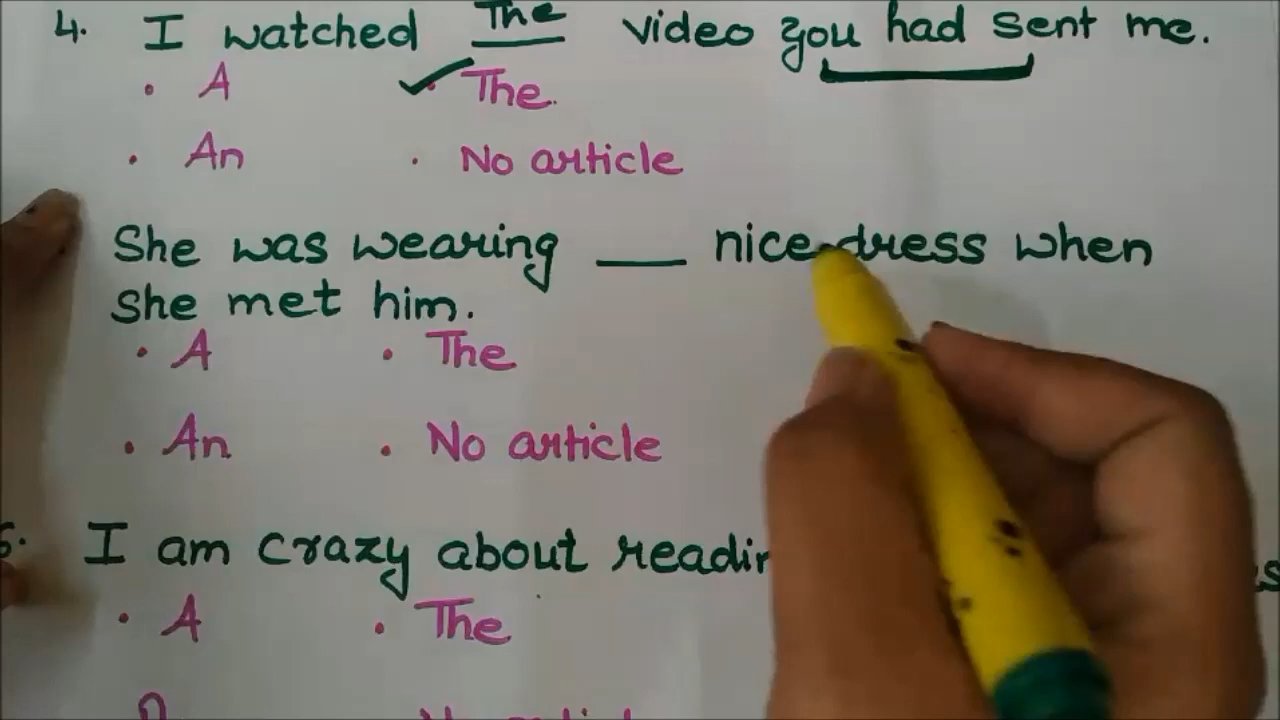 4. I watched The video you had sent me.
• A • The.
• An • No article
She was wearing ___ nice dress when
she met him.
• A • The
• An • No article
I am crazy about
• A • The